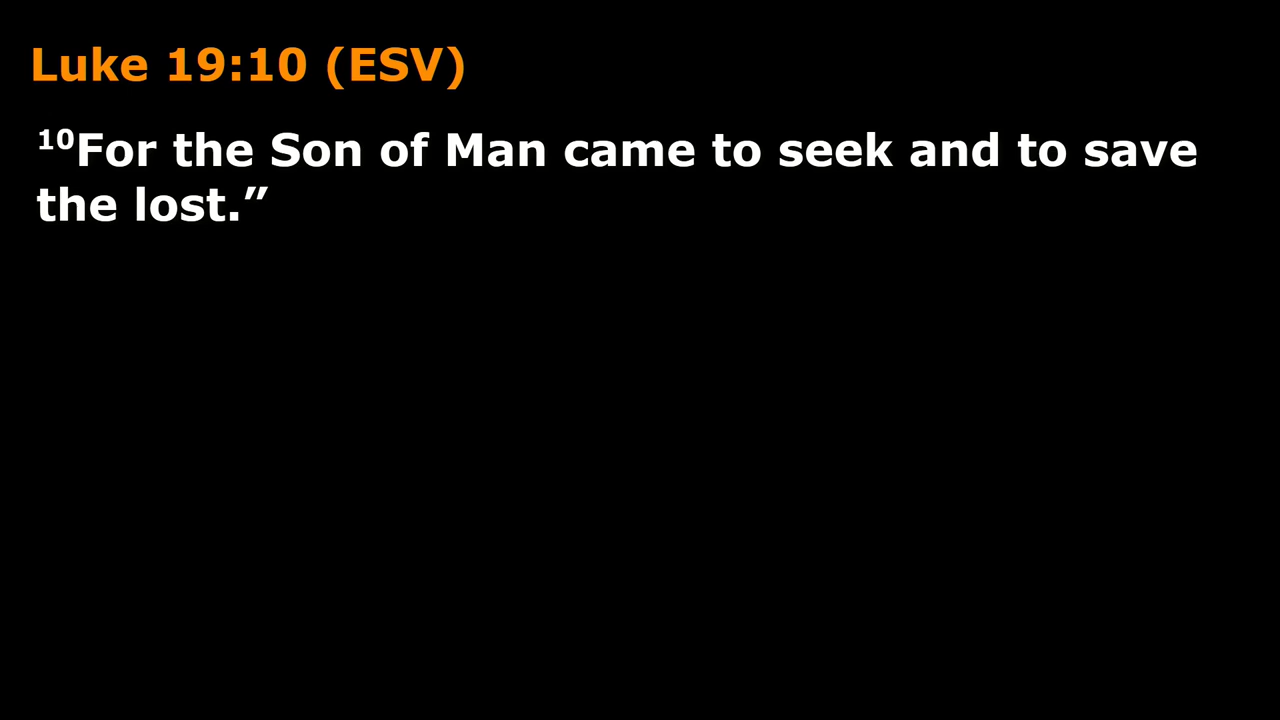 Luke 19:10 (ESV)
¹⁰For the Son of Man came to seek and to save
the lost.”